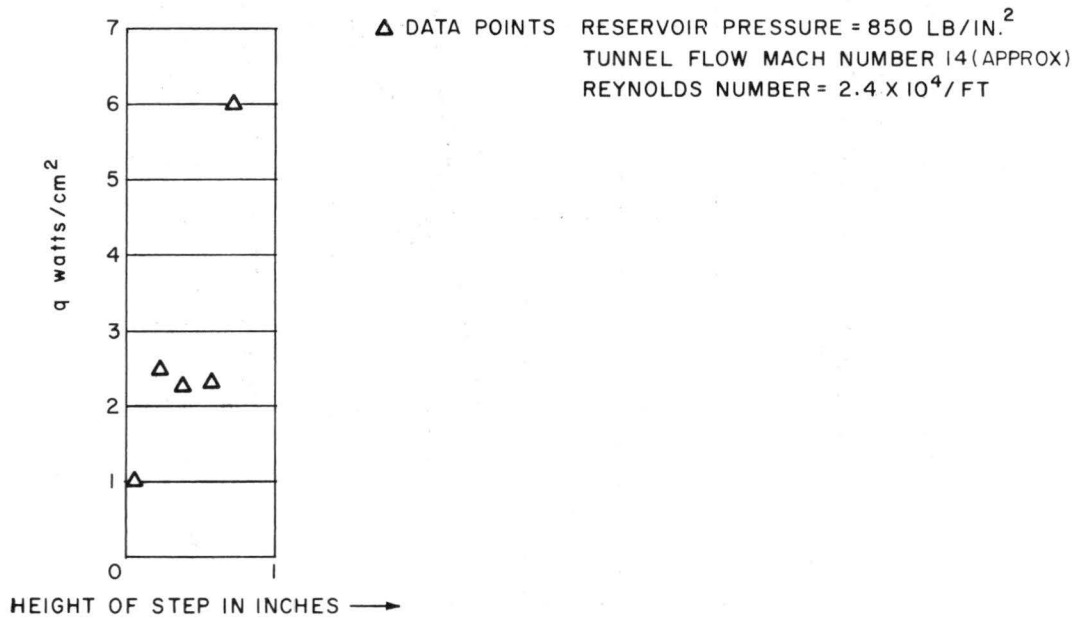 △ DATA POINTS RESERVOIR PRESSURE = 850 LB/IN.²
TUNNEL FLOW MACH NUMBER 14 (APPROX)
REYNOLDS NUMBER = 2.4 X 10⁴/FT
7
6
5
4
3
2
1
q watts/cm²
0 1
HEIGHT OF STEP IN INCHES →